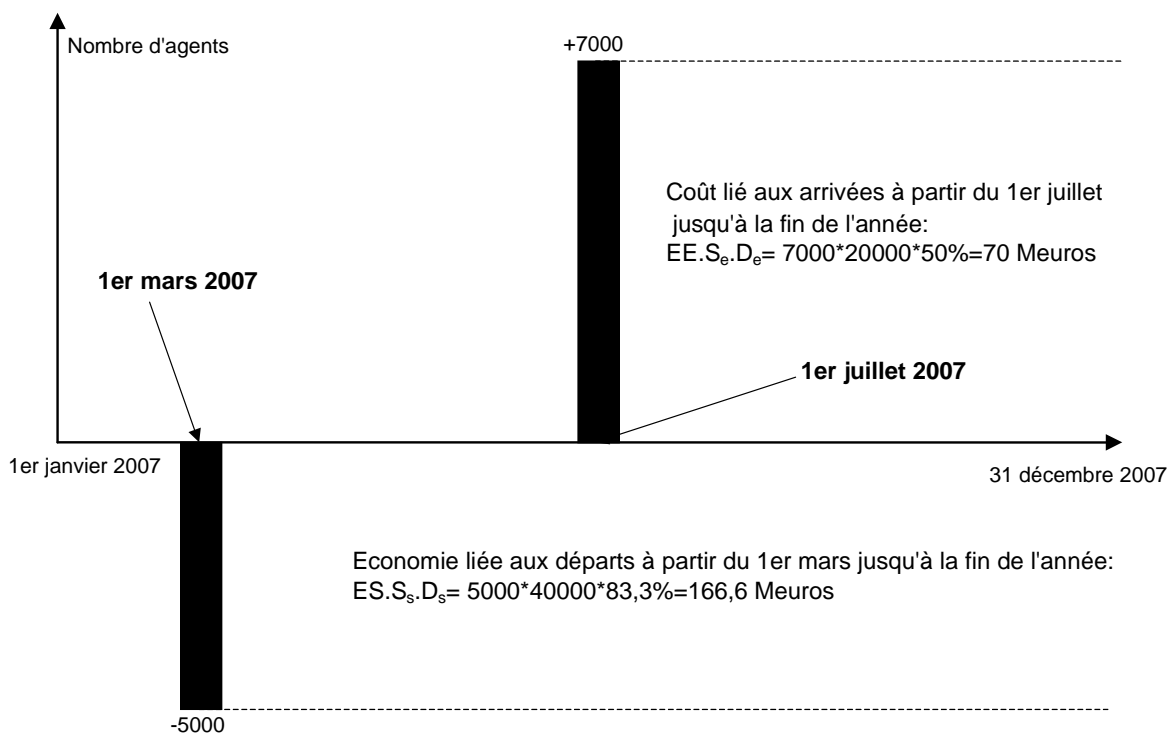 Nombre d'agents
+7000
Coût lié aux arrivées à partir du 1er juillet
jusqu'à la fin de l'année:
EE.Se.De= 7000*20000*50%=70 Meuros
1er mars 2007
1er juillet 2007
1er janvier 2007
31 décembre 2007
Economie liée aux départs à partir du 1er mars jusqu'à la fin de l'année:
ES.Ss.Ds= 5000*40000*83,3%=166,6 Meuros
-5000